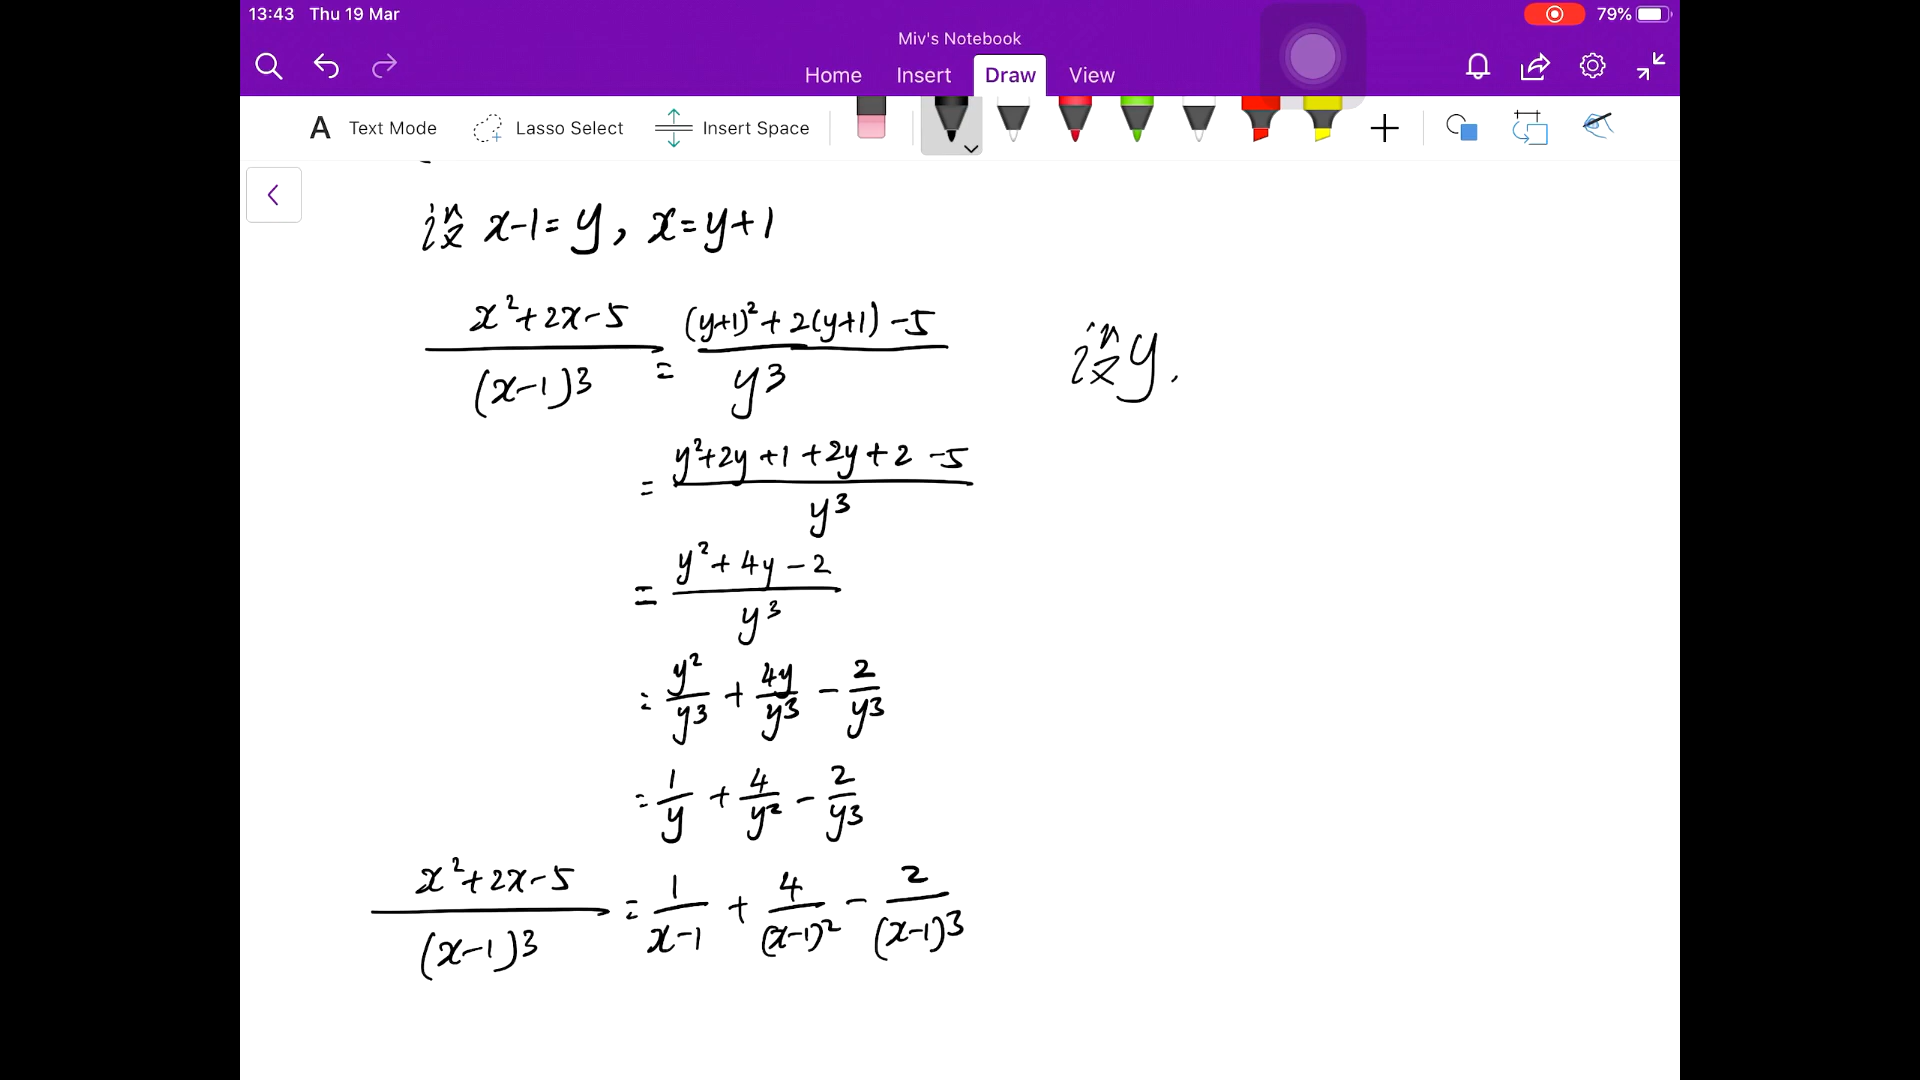 13:43 Thu 19 Mar 79%
Miv's Notebook
Home Insert Draw View
A Text Mode Lasso Select Insert Space
设 x-1=y, x=y+1
(x²+2x-5)/(x-1)³ = ((y+1)²+2(y+1)-5)/y³
设y.
= (y²+2y+1+2y+2-5)/y³
= (y²+4y-2)/y³
= y²/y³ + 4y/y³ - 2/y³
= 1/y + 4/y² - 2/y³
(x²+2x-5)/(x-1)³ = 1/(x-1) + 4/(x-1)² - 2/(x-1)³